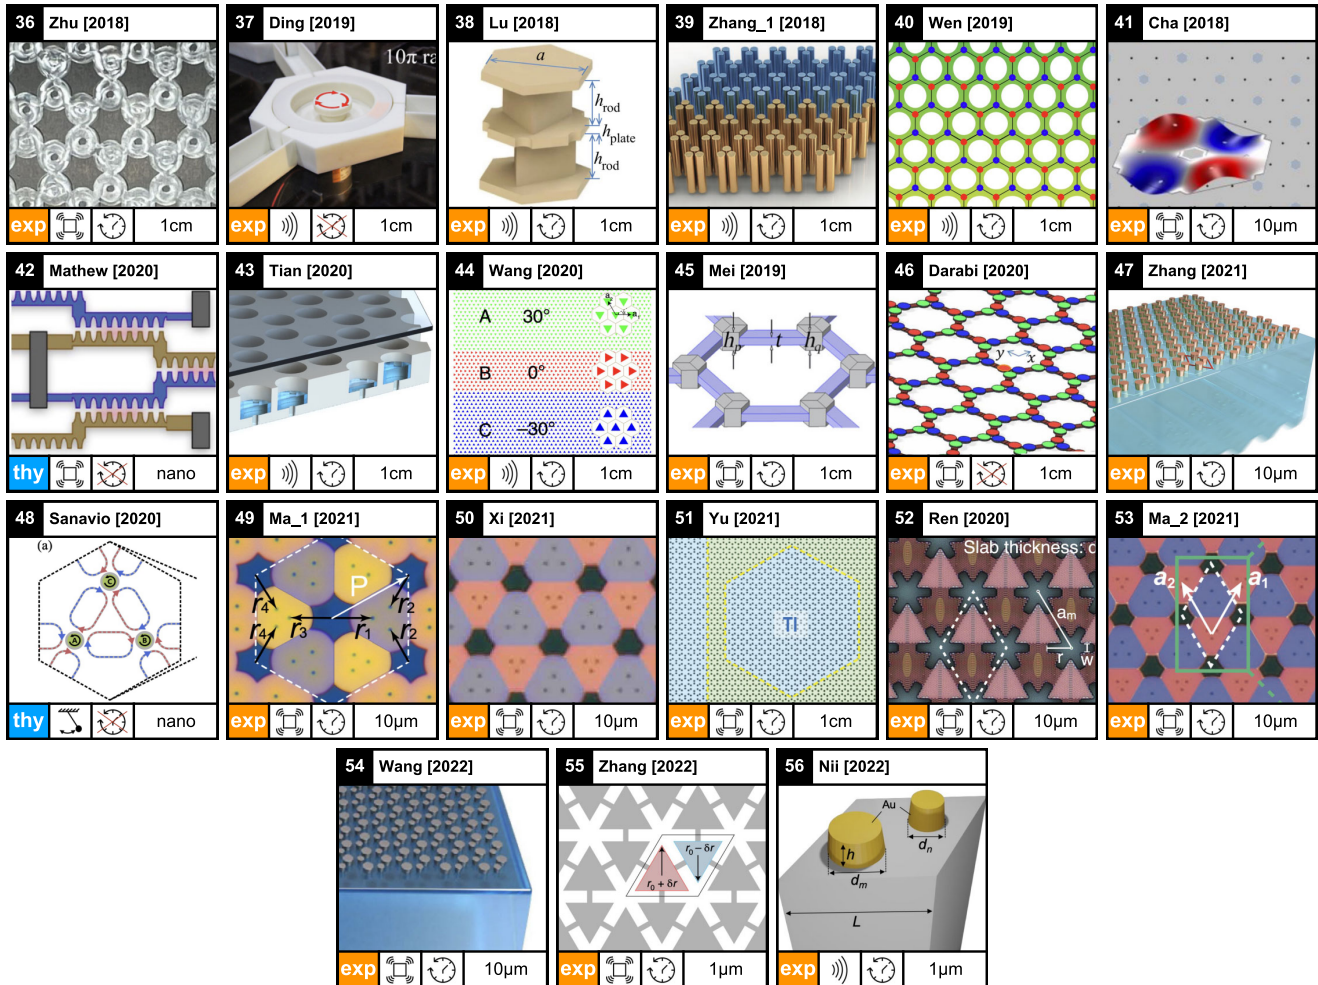 36 Zhu [2018]
exp 1cm
37 Ding [2019]
10π ra
exp 1cm
38 Lu [2018]
a
h_rod
h_plate
h_rod
exp 1cm
39 Zhang_1 [2018]
exp 1cm
40 Wen [2019]
exp 1cm
41 Cha [2018]
exp 10μm
42 Mathew [2020]
thy nano
43 Tian [2020]
exp 1cm
44 Wang [2020]
A 30°
B 0°
C −30°
exp 1cm
45 Mei [2019]
h_p t h_q
exp 1cm
46 Darabi [2020]
y x
exp 1cm
47 Zhang [2021]
exp 10μm
48 Sanavio [2020]
(a)
C
A B
thy nano
49 Ma_1 [2021]
P
r₄ r₂
r₃ r₁
r₄ r₂
exp 10μm
50 Xi [2021]
exp 10μm
51 Yu [2021]
TI
exp 1cm
52 Ren [2020]
Slab thickness: d
a_m
r w
exp 10μm
53 Ma_2 [2021]
a₂ a₁
exp 10μm
54 Wang [2022]
exp 10μm
55 Zhang [2022]
r₀ − δr
r₀ + δr
exp 1μm
56 Nii [2022]
Au
h d_n
d_m
L
exp 1μm